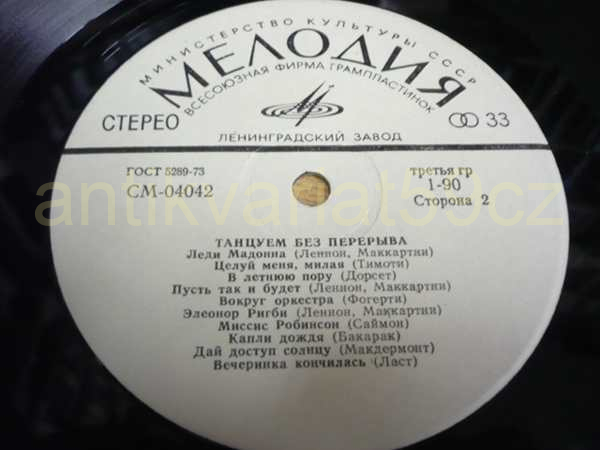 МИНИСТЕРСТВО КУЛЬТУРЫ СССР
МЕЛОДИЯ
ВСЕСОЮЗНАЯ ФИРМА ГРАМПЛАСТИНОК
СТЕРЕО
33
ЛЕНИНГРАДСКИЙ ЗАВОД
ГОСТ 5289-73
третья гр
СМ-04042
1-90
Сторона 2
antikvariat59cz
ТАНЦУЕМ БЕЗ ПЕРЕРЫВА
Леди Мадонна (Леннон, Маккартни)
Целуй меня, милая (Тимоти)
В летнюю пору (Дорсет)
Пусть так и будет (Леннон, Маккартни)
Вокруг оркестра (Фогерти)
Элеонор Ригби (Леннон, Маккартни)
Миссис Робинсон (Саймон)
Капли дождя (Бакарак)
Дай доступ солнцу (Макдермонт)
Вечеринка кончилась (Ласт)